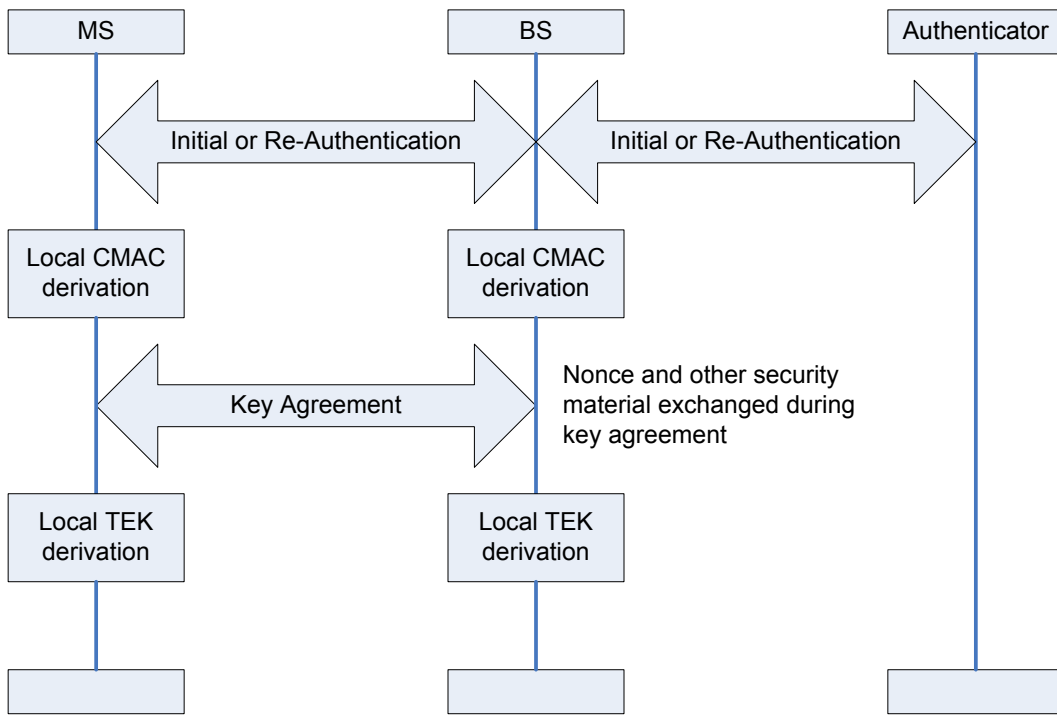 MS
BS
Authenticator
Initial or Re-Authentication
Initial or Re-Authentication
Local CMAC
derivation
Local CMAC
derivation
Key Agreement
Nonce and other security
material exchanged during
key agreement
Local TEK
derivation
Local TEK
derivation